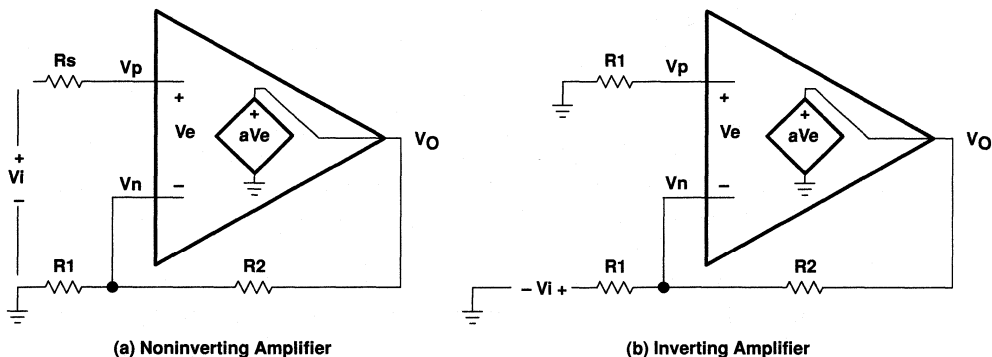 Rs
Vp
+
Ve
+
aVe
VO
+
Vi
−
Vn
−
R1
R2
(a) Noninverting Amplifier
R1
Vp
+
Ve
+
aVe
VO
Vn
−
− Vi +
R1
R2
(b) Inverting Amplifier